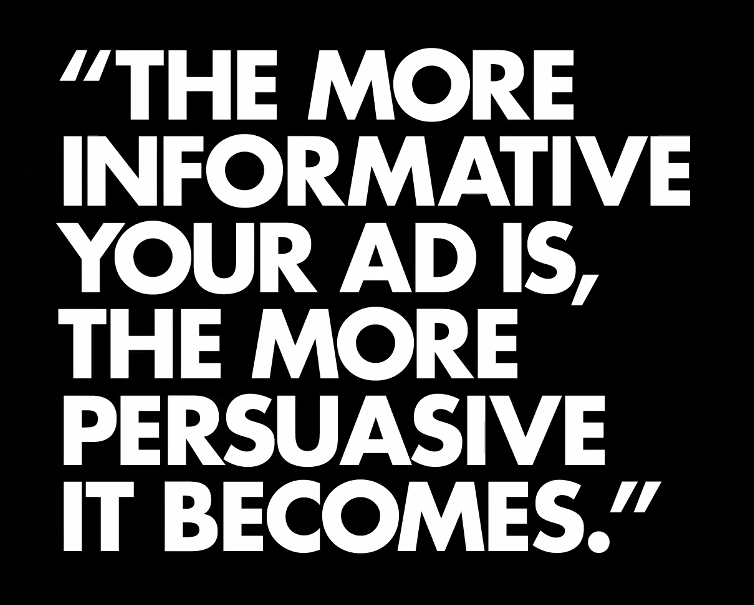 “THE MORE
INFORMATIVE
YOUR AD IS,
THE MORE
PERSUASIVE
IT BECOMES.”